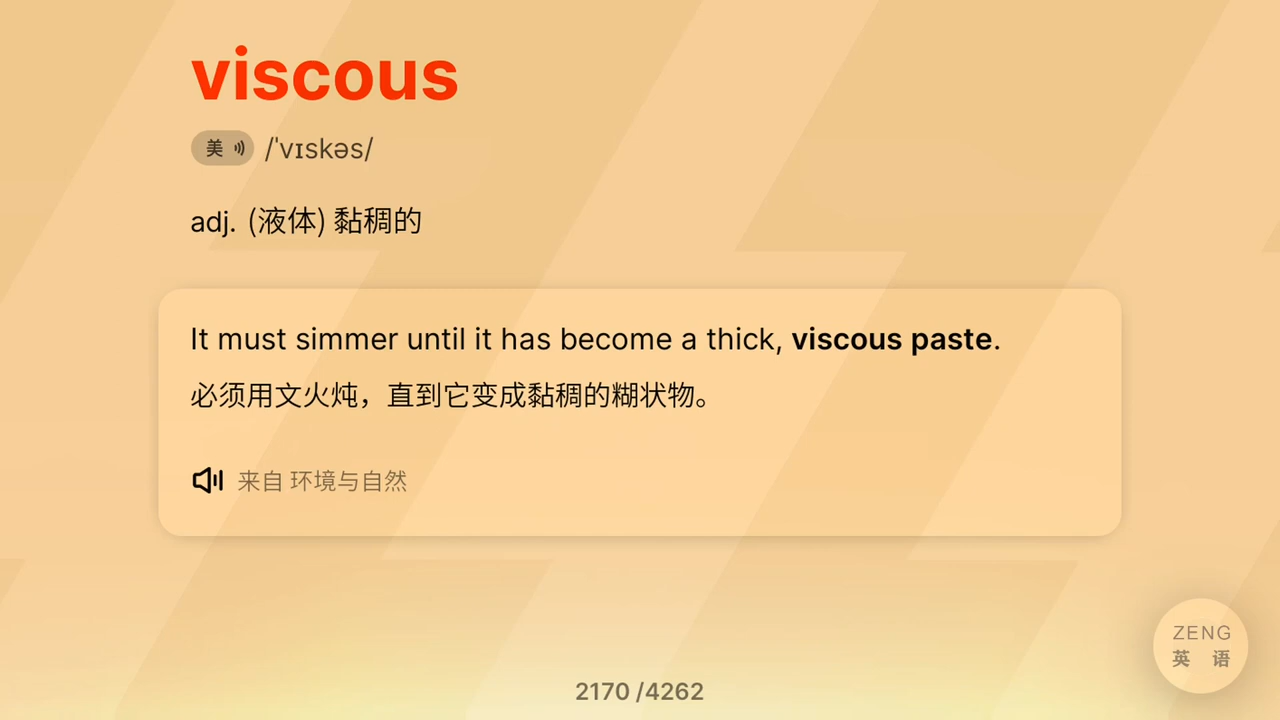 viscous
美 /ˈvɪskəs/
adj. (液体) 黏稠的
It must simmer until it has become a thick, viscous paste.
必须用文火炖，直到它变成黏稠的糊状物。
来自 环境与自然
ZENG
英 语
2170 /4262